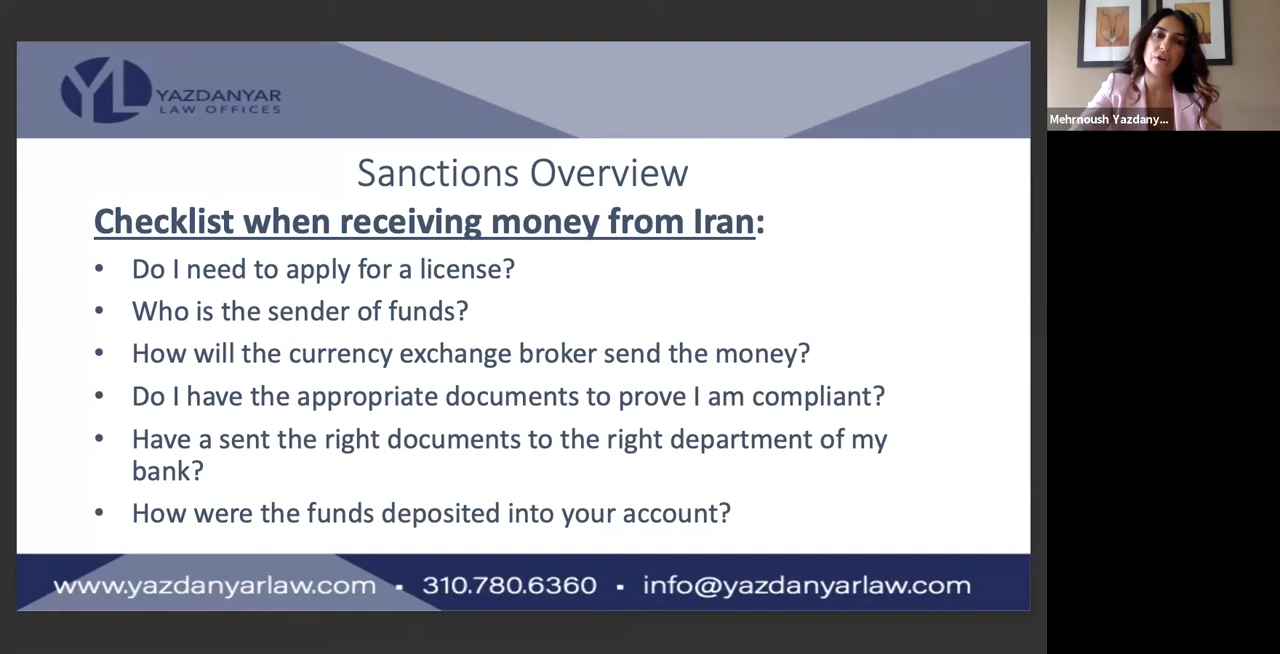 YL YAZDANYAR
LAW OFFICES
Mehrnoush Yazdany...
Sanctions Overview
Checklist when receiving money from Iran:
• Do I need to apply for a license?
• Who is the sender of funds?
• How will the currency exchange broker send the money?
• Do I have the appropriate documents to prove I am compliant?
• Have a sent the right documents to the right department of my
bank?
• How were the funds deposited into your account?
www.yazdanyarlaw.com ▪ 310.780.6360 ▪ info@yazdanyarlaw.com